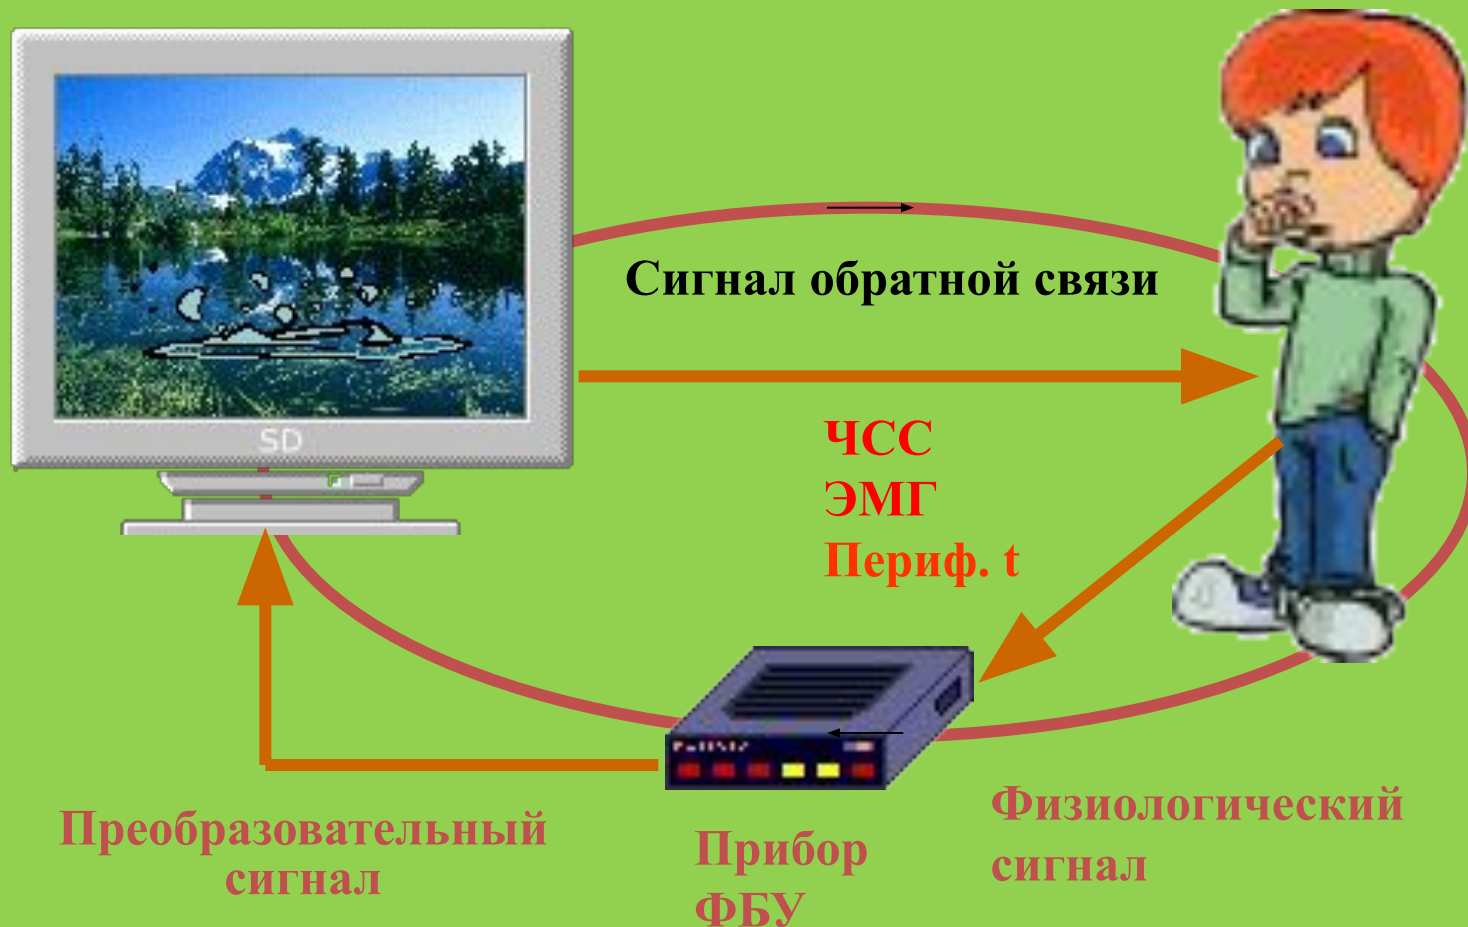 Сигнал обратной связи
SD
ЧСС
ЭМГ
Периф. t
Преобразовательный
сигнал
Прибор
ФБУ
Физиологический
сигнал